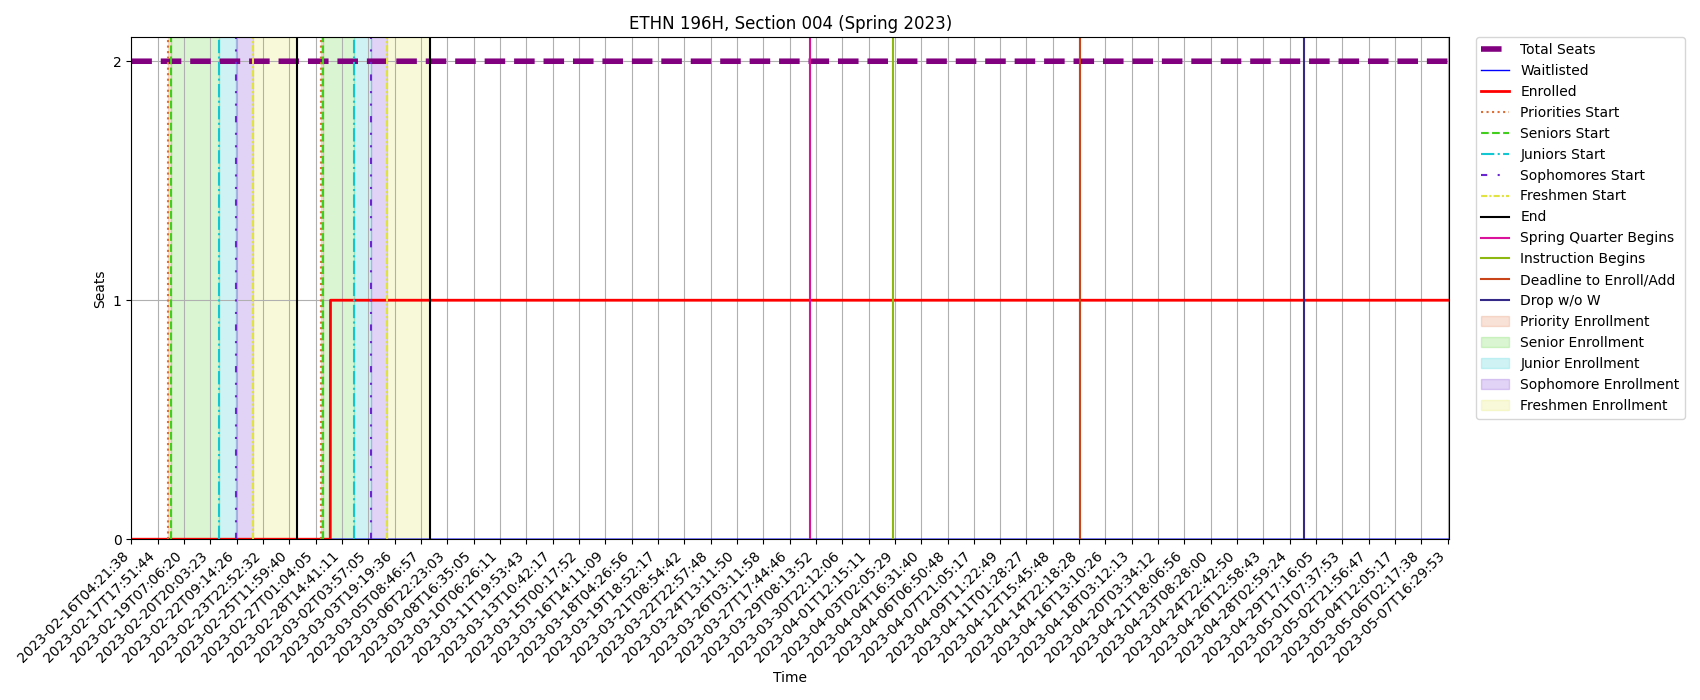 ETHN 196H, Section 004 (Spring 2023)
Seats
2
1
0
Total Seats
Waitlisted
Enrolled
Priorities Start
Seniors Start
Juniors Start
Sophomores Start
Freshmen Start
End
Spring Quarter Begins
Instruction Begins
Deadline to Enroll/Add
Drop w/o W
Priority Enrollment
Senior Enrollment
Junior Enrollment
Sophomore Enrollment
Freshmen Enrollment
2023-02-16T04:21:38
2023-02-17T17:51:44
2023-02-19T07:06:20
2023-02-20T20:03:23
2023-02-22T09:14:26
2023-02-23T22:52:32
2023-02-25T11:59:40
2023-02-27T01:04:05
2023-02-28T14:41:11
2023-03-02T03:57:05
2023-03-03T19:19:36
2023-03-05T08:46:57
2023-03-06T22:23:03
2023-03-08T16:35:05
2023-03-10T06:26:11
2023-03-11T19:53:43
2023-03-13T10:42:17
2023-03-15T00:17:52
2023-03-16T14:11:09
2023-03-18T04:26:56
2023-03-19T18:52:17
2023-03-21T08:54:42
2023-03-22T22:57:48
2023-03-24T13:11:50
2023-03-26T03:11:58
2023-03-27T17:44:46
2023-03-29T08:13:52
2023-03-30T22:12:06
2023-04-01T12:15:11
2023-04-03T02:05:29
2023-04-04T16:31:40
2023-04-06T06:50:48
2023-04-07T21:05:17
2023-04-09T11:22:49
2023-04-11T01:28:27
2023-04-12T15:45:48
2023-04-14T22:18:28
2023-04-16T13:10:26
2023-04-18T03:12:13
2023-04-20T03:34:12
2023-04-21T18:06:56
2023-04-23T08:28:00
2023-04-24T22:42:50
2023-04-26T12:58:43
2023-04-28T02:59:24
2023-04-29T17:16:05
2023-05-01T07:37:53
2023-05-02T21:56:47
2023-05-04T12:05:17
2023-05-06T02:17:38
2023-05-07T16:29:53
Time